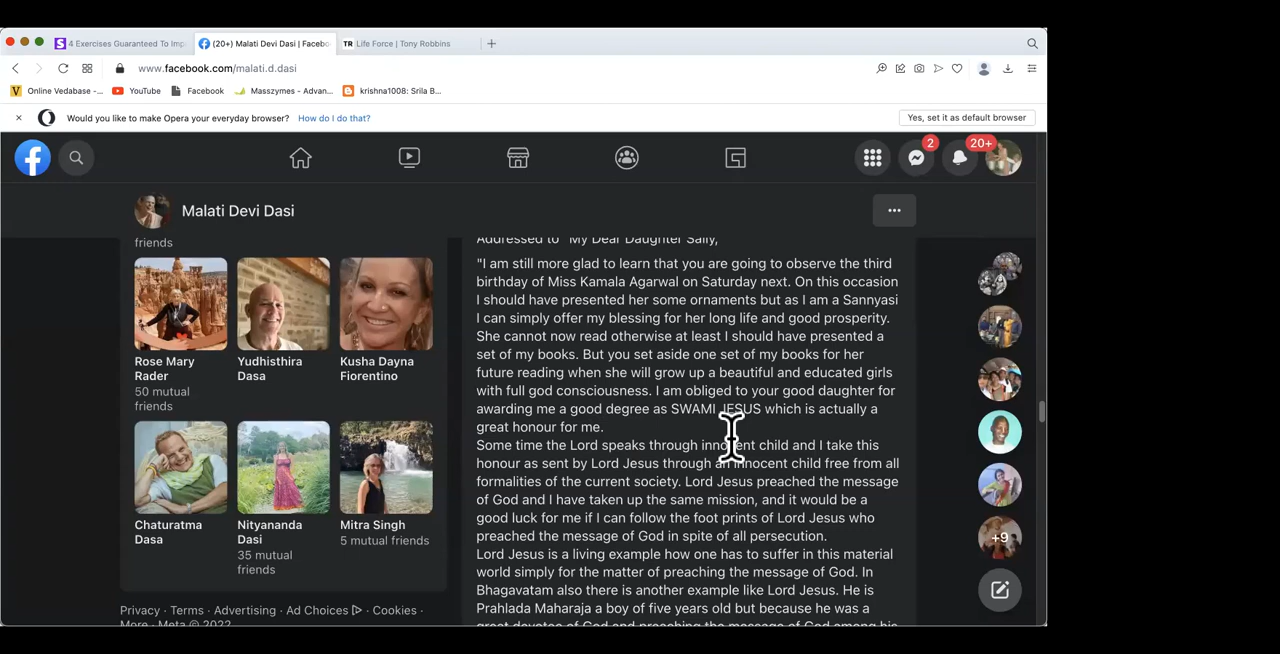 4 Exercises Guaranteed To Imp
(20+) Malati Devi Dasi | Facebo
TR Life Force | Tony Robbins
www.facebook.com/malati.d.dasi
Online Vedabase -...
YouTube
Facebook
Masszymes - Advan...
krishna1008: Srila B...
Would you like to make Opera your everyday browser? How do I do that?
Yes, set it as default browser
2
20+
Malati Devi Dasi
friends
Rose Mary
Rader
50 mutual
friends
Yudhisthira
Dasa
Kusha Dayna
Fiorentino
Chaturatma
Dasa
Nityananda
Dasi
35 mutual
friends
Mitra Singh
5 mutual friends
Privacy · Terms · Advertising · Ad Choices · Cookies ·
More · Meta © 2022
Addressed to "My Dear Daughter Sally,
"I am still more glad to learn that you are going to observe the third
birthday of Miss Kamala Agarwal on Saturday next. On this occasion
I should have presented her some ornaments but as I am a Sannyasi
I can simply offer my blessing for her long life and good prosperity.
She cannot now read otherwise at least I should have presented a
set of my books. But you set aside one set of my books for her
future reading when she will grow up a beautiful and educated girls
with full god consciousness. I am obliged to your good daughter for
awarding me a good degree as SWAMI JESUS which is actually a
great honour for me.
Some time the Lord speaks through innocent child and I take this
honour as sent by Lord Jesus through an innocent child free from all
formalities of the current society. Lord Jesus preached the message
of God and I have taken up the same mission, and it would be a
good luck for me if I can follow the foot prints of Lord Jesus who
preached the message of God in spite of all persecution.
Lord Jesus is a living example how one has to suffer in this material
world simply for the matter of preaching the message of God. In
Bhagavatam also there is another example like Lord Jesus. He is
Prahlada Maharaja a boy of five years old but because he was a
great devotee of God and preaching the message of God among his
+9